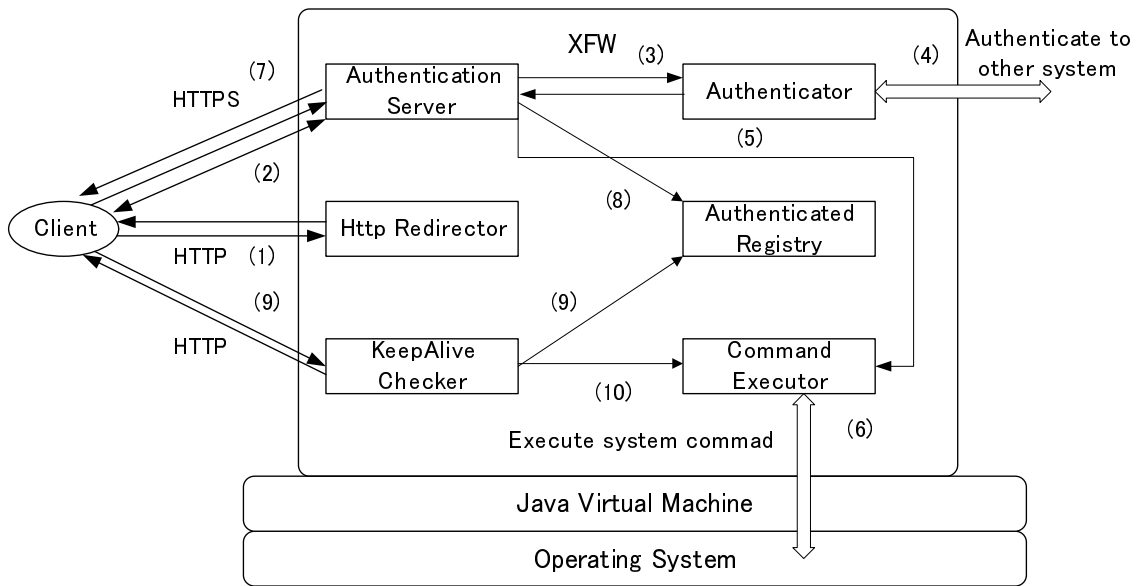 XFW
(3)
(4)
Authenticate to
other system
(7)
HTTPS
Authentication
Server
Authenticator
(2)
(5)
(8)
Client
Http Redirector
Authenticated
Registry
HTTP (1)
(9)
(9)
HTTP
KeepAlive
Checker
Command
Executor
(10)
(6)
Execute system commad
Java Virtual Machine
Operating System